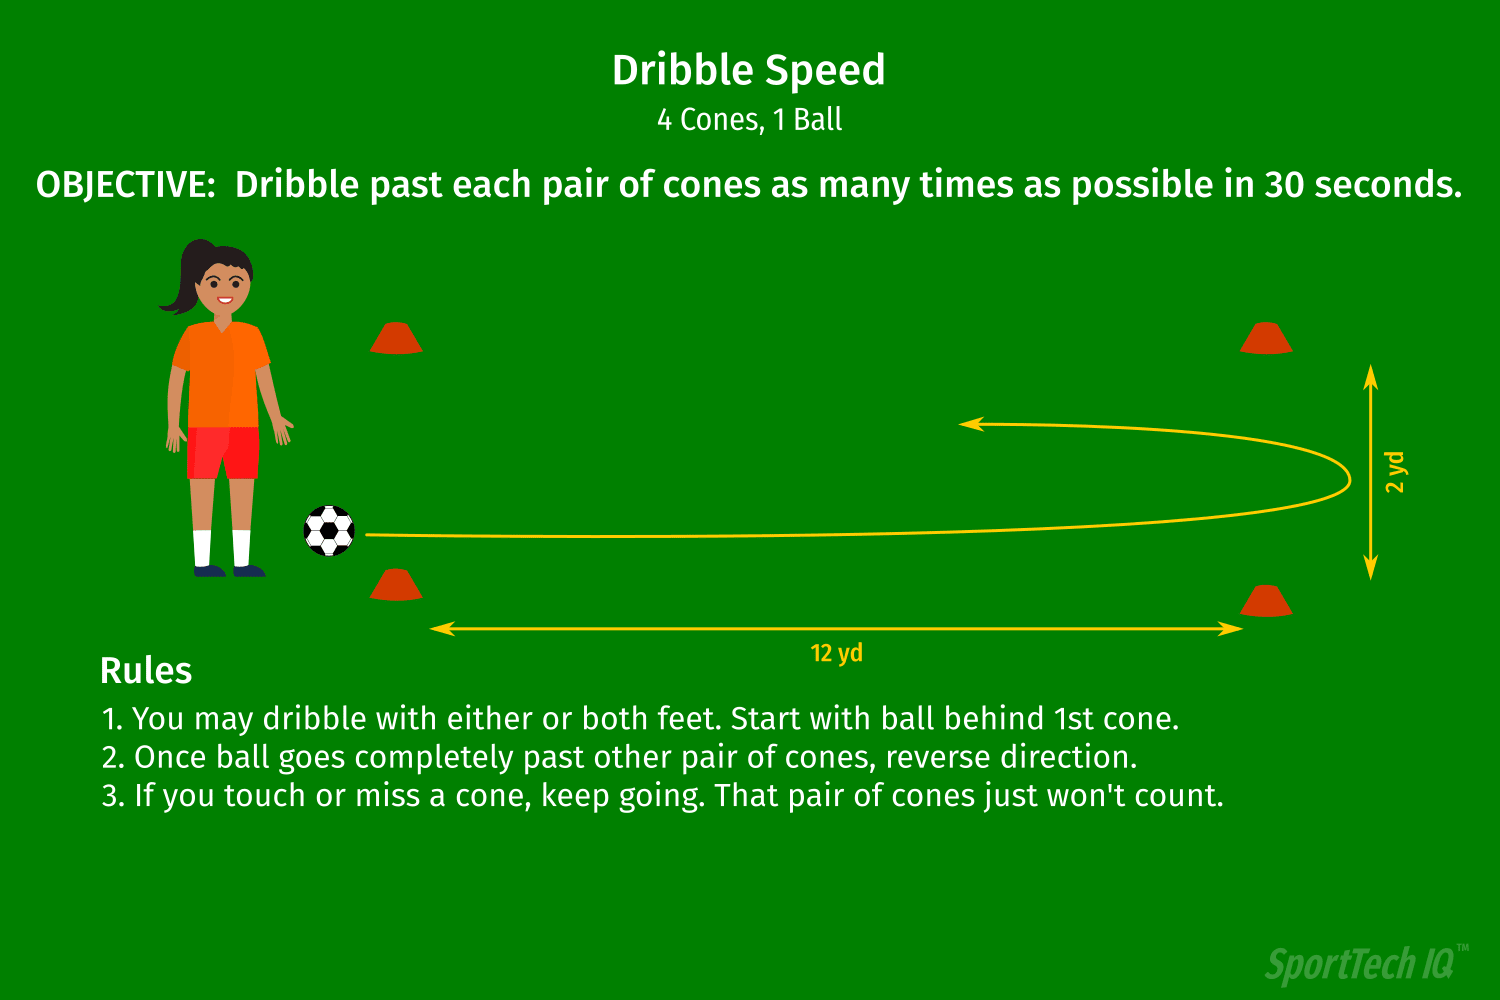 Dribble Speed
4 Cones, 1 Ball
OBJECTIVE: Dribble past each pair of cones as many times as possible in 30 seconds.
2 yd
12 yd
Rules
1. You may dribble with either or both feet. Start with ball behind 1st cone.
2. Once ball goes completely past other pair of cones, reverse direction.
3. If you touch or miss a cone, keep going. That pair of cones just won't count.
SportTech IQ™